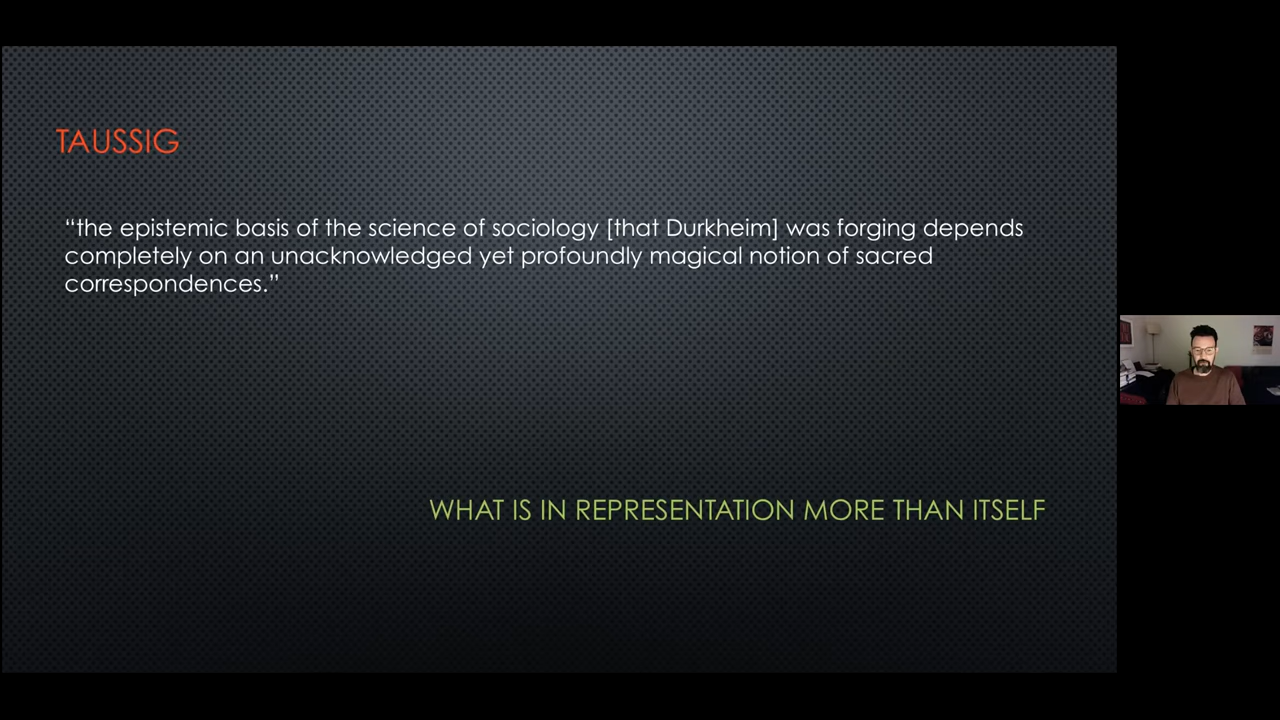 TAUSSIG
“the epistemic basis of the science of sociology [that Durkheim] was forging depends
completely on an unacknowledged yet profoundly magical notion of sacred
correspondences.”
WHAT IS IN REPRESENTATION MORE THAN ITSELF